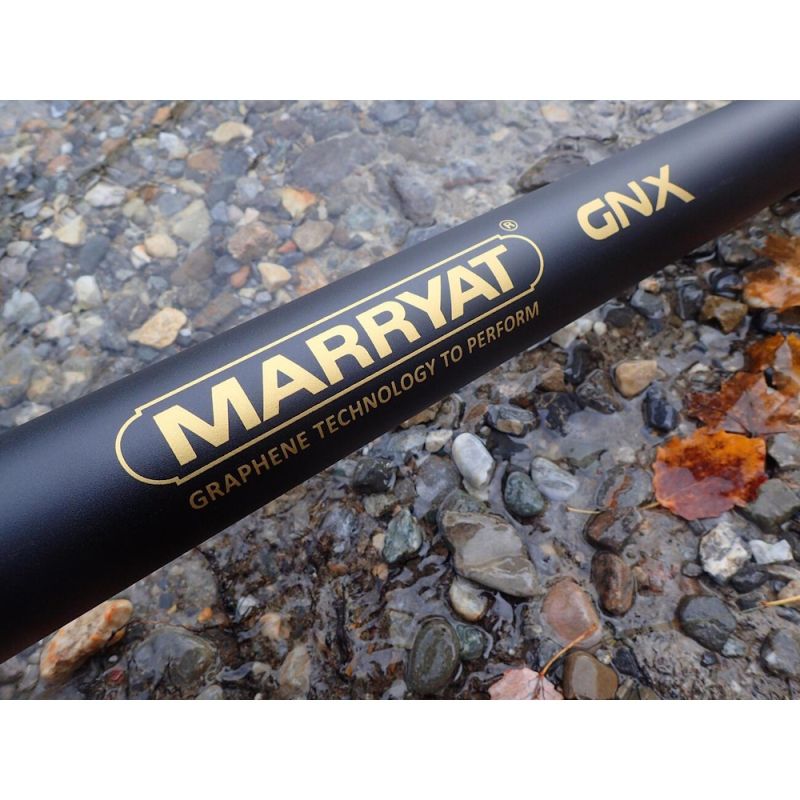 MARRYAT®
GRAPHENE TECHNOLOGY TO PERFORM
GNX